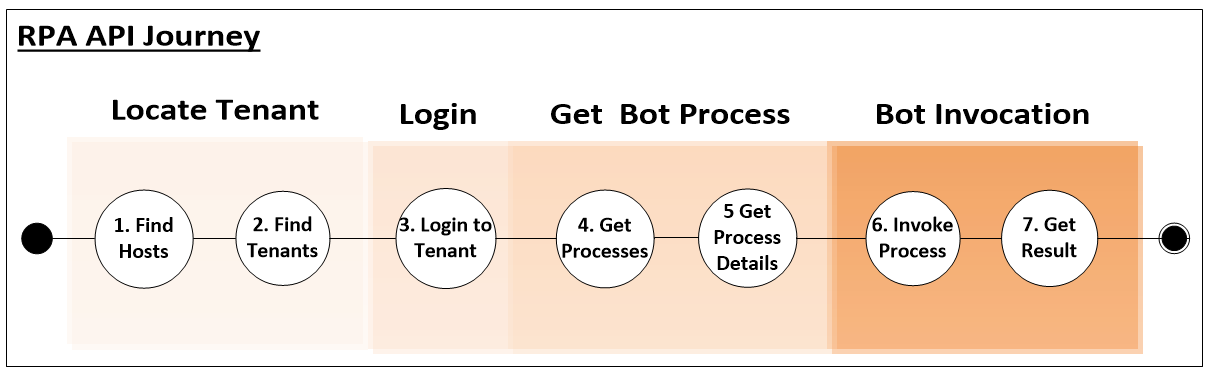 RPA API Journey
Locate Tenant
Login
Get Bot Process
Bot Invocation
1. Find
Hosts
2. Find
Tenants
3. Login to
Tenant
4. Get
Processes
5 Get
Process
Details
6. Invoke
Process
7. Get
Result